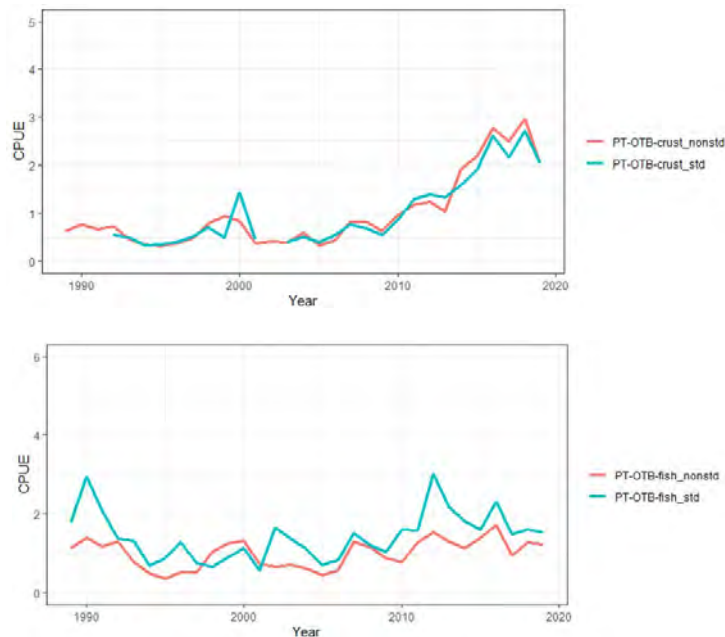 5
4
3
2
1
0
CPUE
1990
2000
2010
2020
Year
PT-OTB-crust_nonstd
PT-OTB-crust_std
6
4
2
0
CPUE
1990
2000
2010
2020
Year
PT-OTB-fish_nonstd
PT-OTB-fish_std